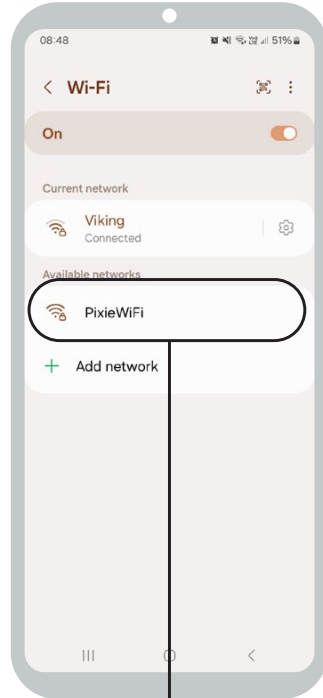 08:48 51%
Wi-Fi
On
Current network
Viking
Connected
Available networks
PixieWiFi
Add network